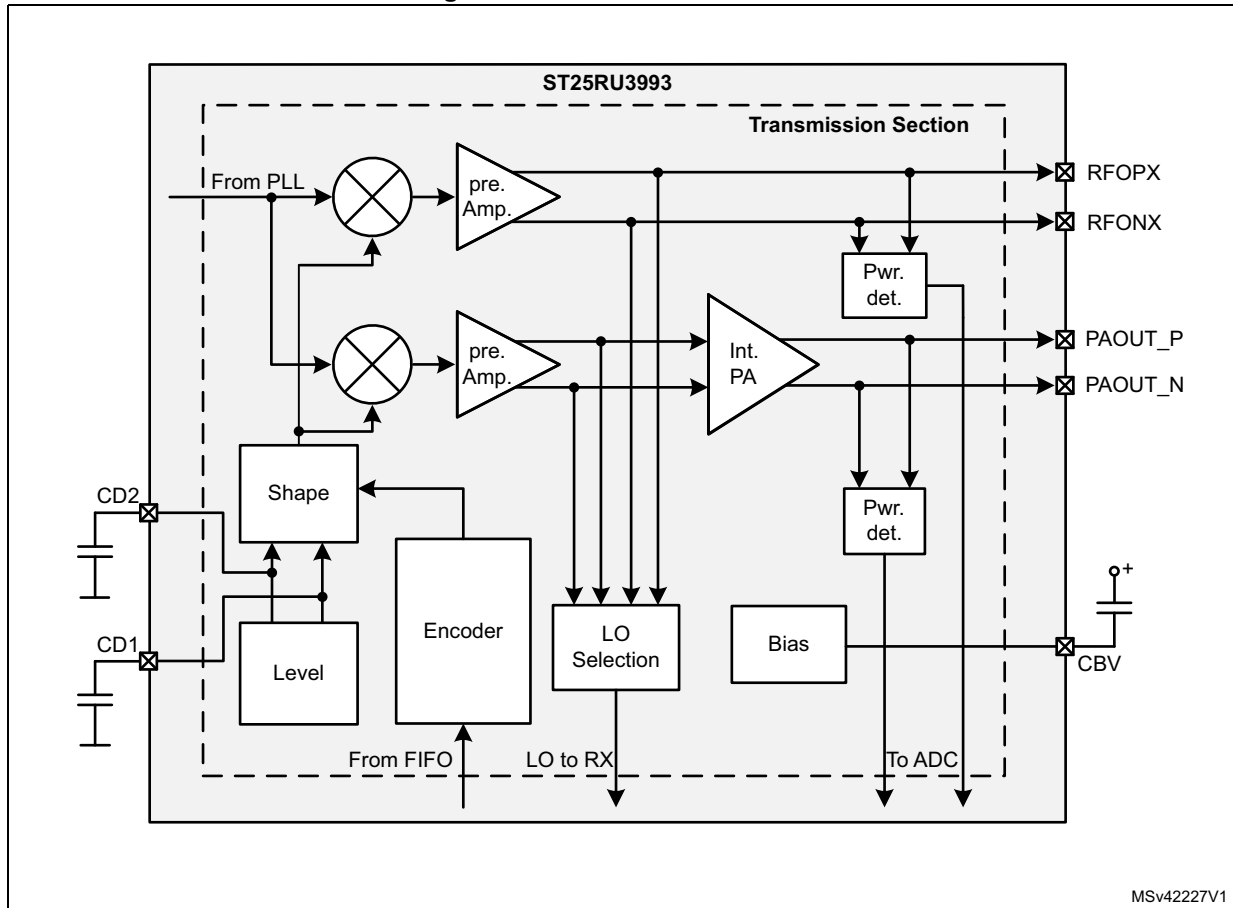 ST25RU3993
Transmission Section
From PLL
pre.
Amp.
RFOPX
RFONX
Pwr.
det.
pre.
Amp.
Int.
PA
PAOUT_P
PAOUT_N
CD2
Shape
Pwr.
det.
Encoder
+
CD1
Level
LO
Selection
Bias
CBV
From FIFO
LO to RX
To ADC
MSv42227V1